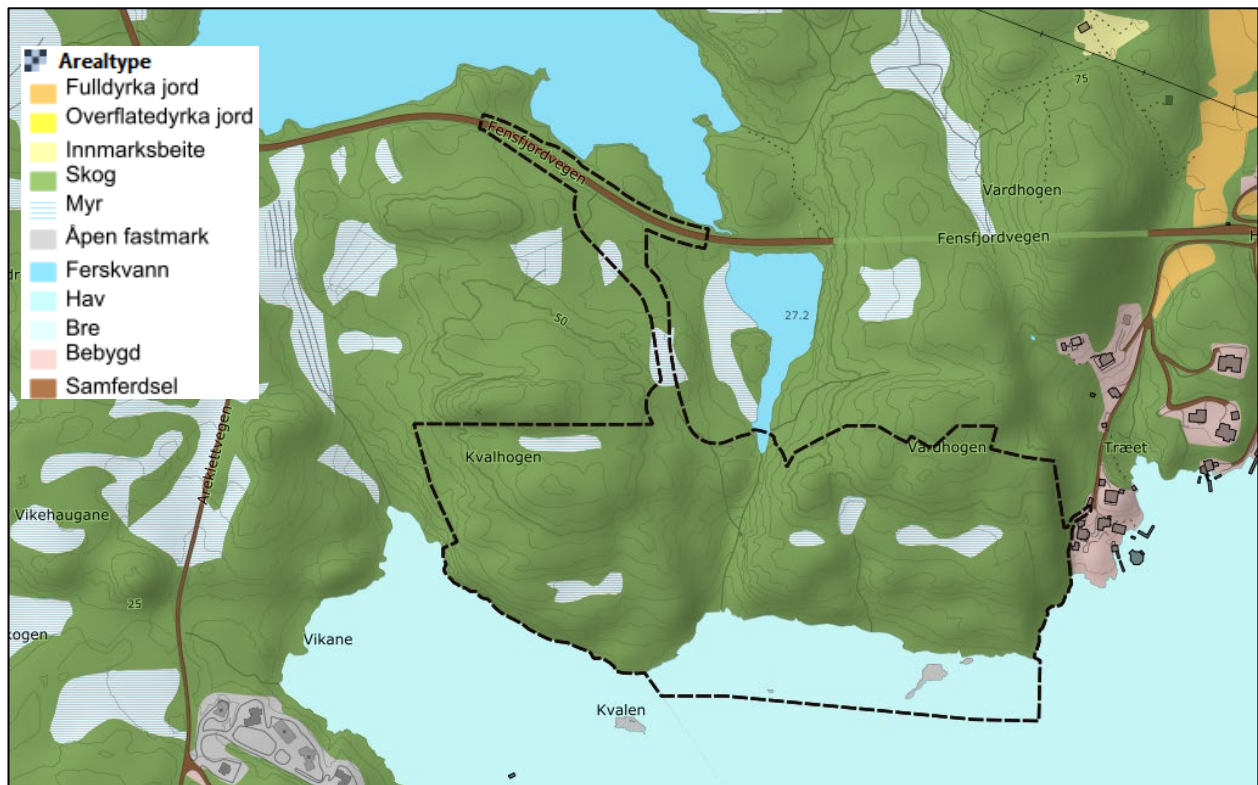 Arealtype
Fulldyrka jord
Overflatedyrka jord
Innmarksbeite
Skog
Myr
Åpen fastmark
Ferskvann
Hav
Bre
Bebygd
Samferdsel
Fensfjordvegen
75
Vardhogen
Fensfjordvegen
H
27.2
50
Kvalhogen
Vardhogen
Træet
Areklettvegen
Vikehaugane
25
kogen
Vikane
Kvalen